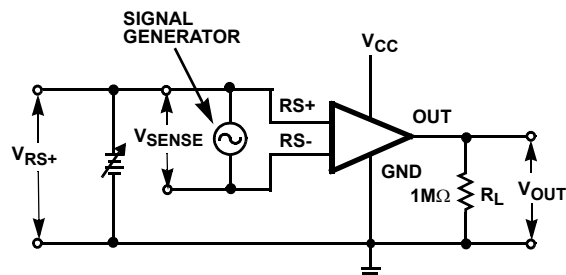 SIGNAL
GENERATOR
VCC
RS+
OUT
VRS+
VSENSE
RS-
GND
1MΩ
RL
VOUT